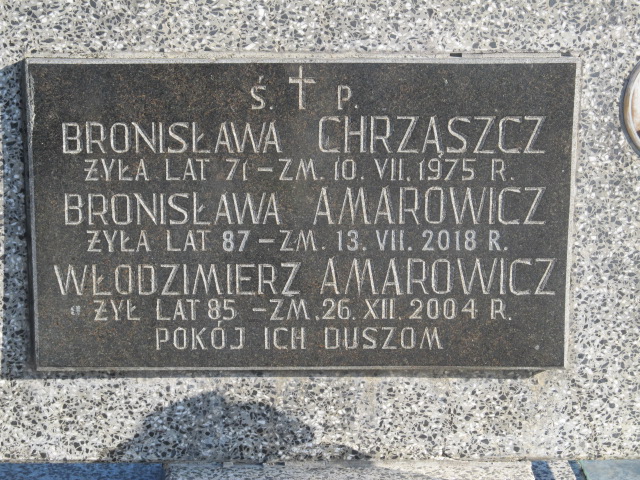 Ś. † P.
BRONISŁAWA CHRZĄSZCZ
ŻYŁA LAT 71 – ZM. 10. VII. 1975 R.
BRONISŁAWA AMAROWICZ
ŻYŁA LAT 87 – ZM. 13. VII. 2018 R.
WŁODZIMIERZ AMAROWICZ
ŻYŁ LAT 85 – ZM. 26. XII. 2004 R.
POKÓJ ICH DUSZOM